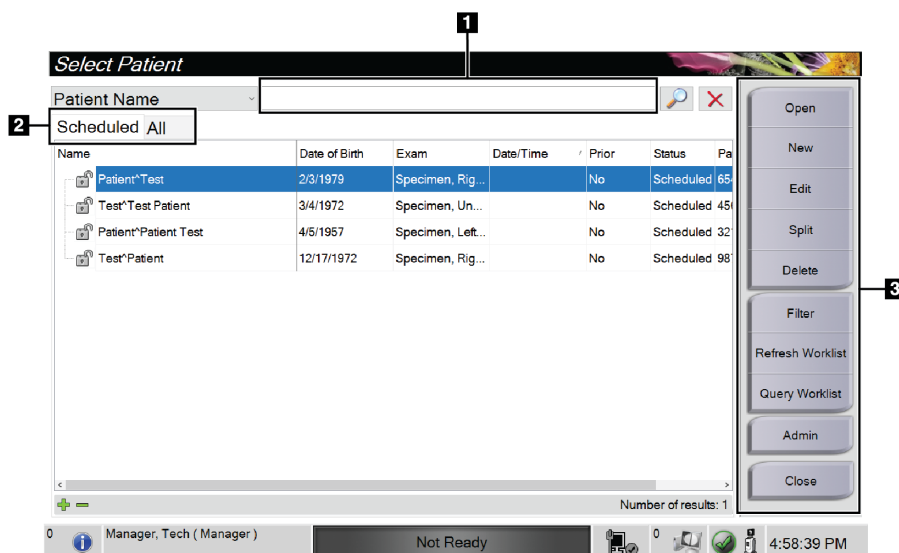 1
Select Patient
Patient Name
2
Scheduled All
Name Date of Birth Exam Date/Time Prior Status Pa
Patient^Test 2/3/1979 Specimen, Rig... No Scheduled 65
Test^Test Patient 3/4/1972 Specimen, Un... No Scheduled 45
Patient^Patient Test 4/5/1957 Specimen, Left... No Scheduled 32
Test^Patient 12/17/1972 Specimen, Rig... No Scheduled 98
Number of results: 1
Open
New
Edit
Split
Delete
3
Filter
Refresh Worklist
Query Worklist
Admin
Close
0 Manager, Tech ( Manager ) Not Ready 0 4:58:39 PM